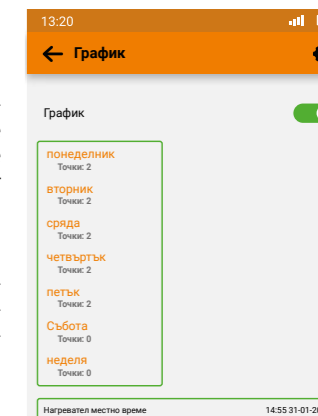 13:20
График
График
понеделник
Точки: 2
вторник
Точки: 2
сряда
Точки: 2
четвъртък
Точки: 2
петък
Точки: 2
Събота
Точки: 0
неделя
Точки: 0
Нагревател местно време 14:55 31-01-2